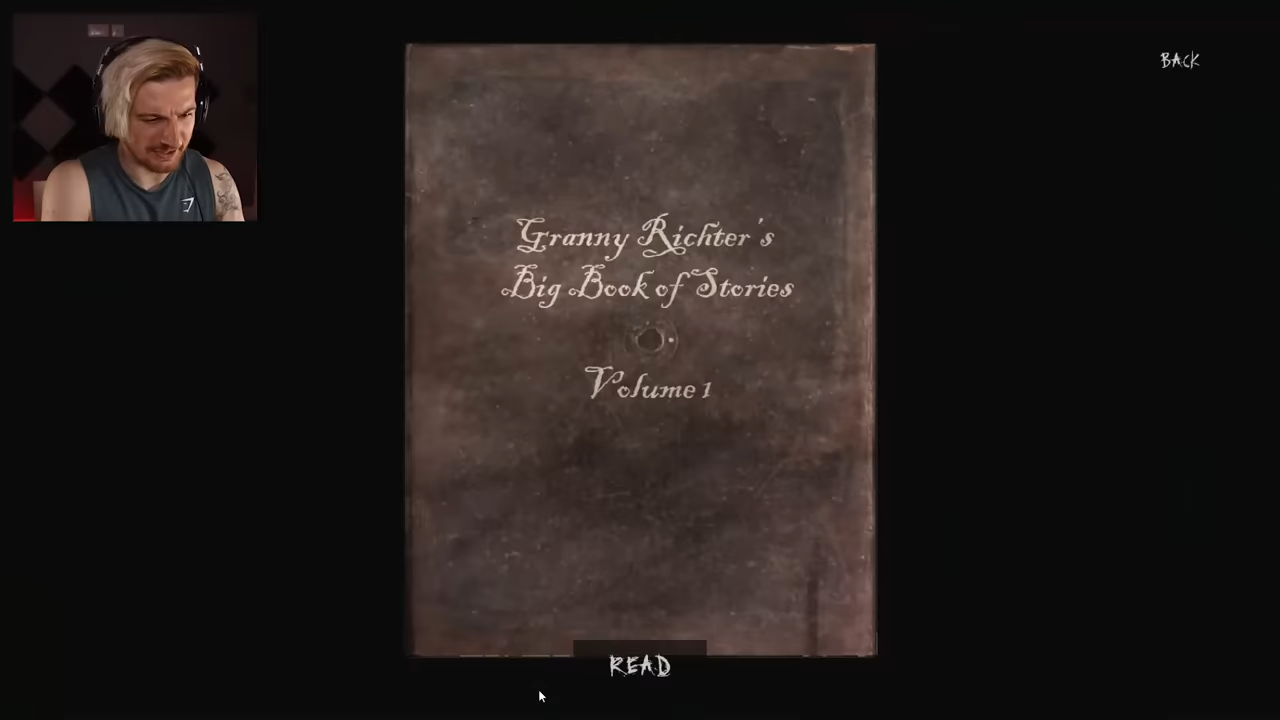 BACK
Granny Richter's
Big Book of Stories
Volume 1
READ